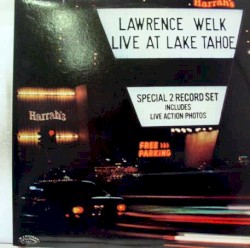 Harrah's
LAWRENCE WELK
LIVE AT LAKE TAHOE
SPECIAL 2 RECORD SET
INCLUDES
LIVE ACTION PHOTOS
Harrah's
FREE
PARKING